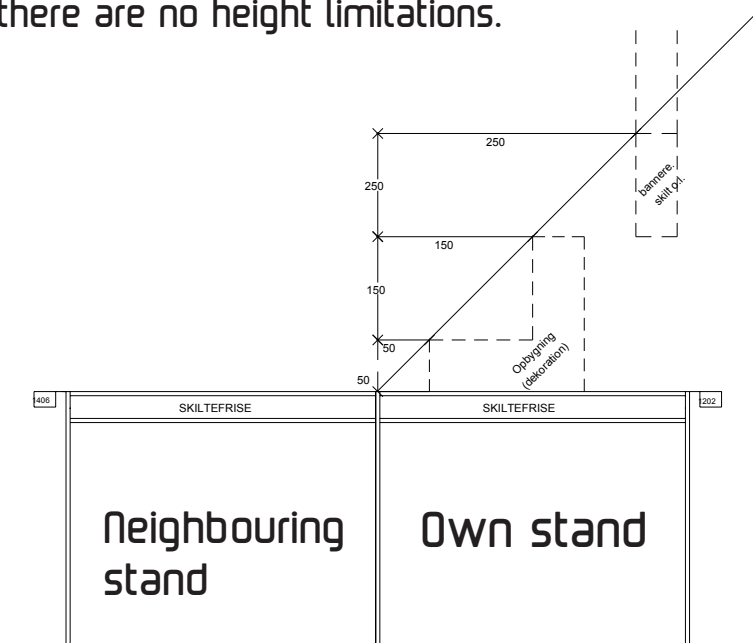 there are no height limitations.
250
250
bannere.
skilt o.l.
150
150
50
Opbygning
(dekoration)
50
1406
SKILTEFRISE
SKILTEFRISE
1202
Neighbouring
stand
Own stand